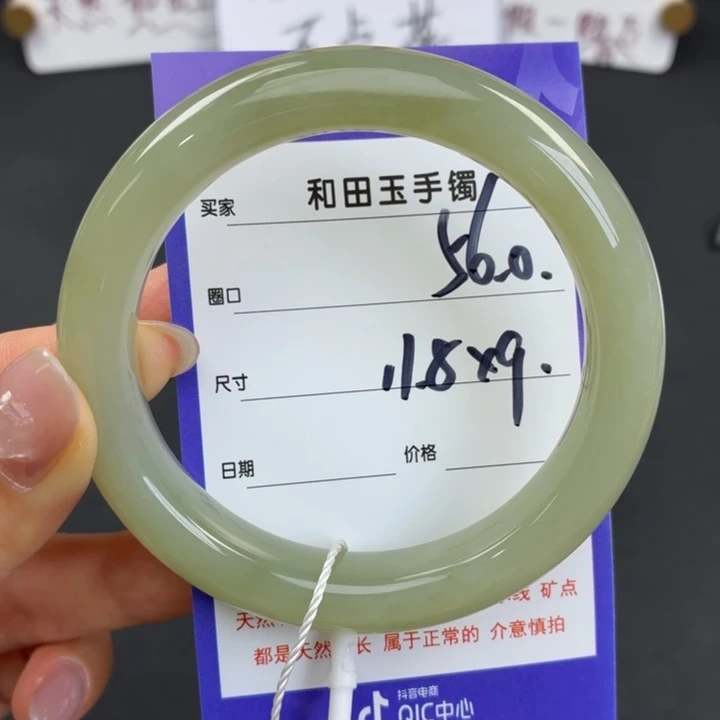 和田玉手镯
买家
圈口 56.0.
尺寸 11.8×9.
日期 价格
线 矿点
天然
都是天然 长 属于正常的 介意慎拍
抖音电商
QIC中心